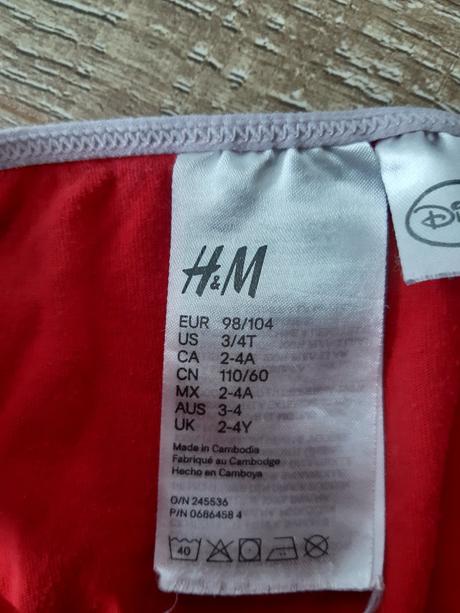 H&M
Di
EUR 98/104
US 3/4T
CA 2-4A
CN 110/60
MX 2-4A
AUS 3-4
UK 2-4Y
Made in Cambodia
Fabriqué au Cambodge
Hecho en Camboya
O/N 245536
P/N 0686458 4
40